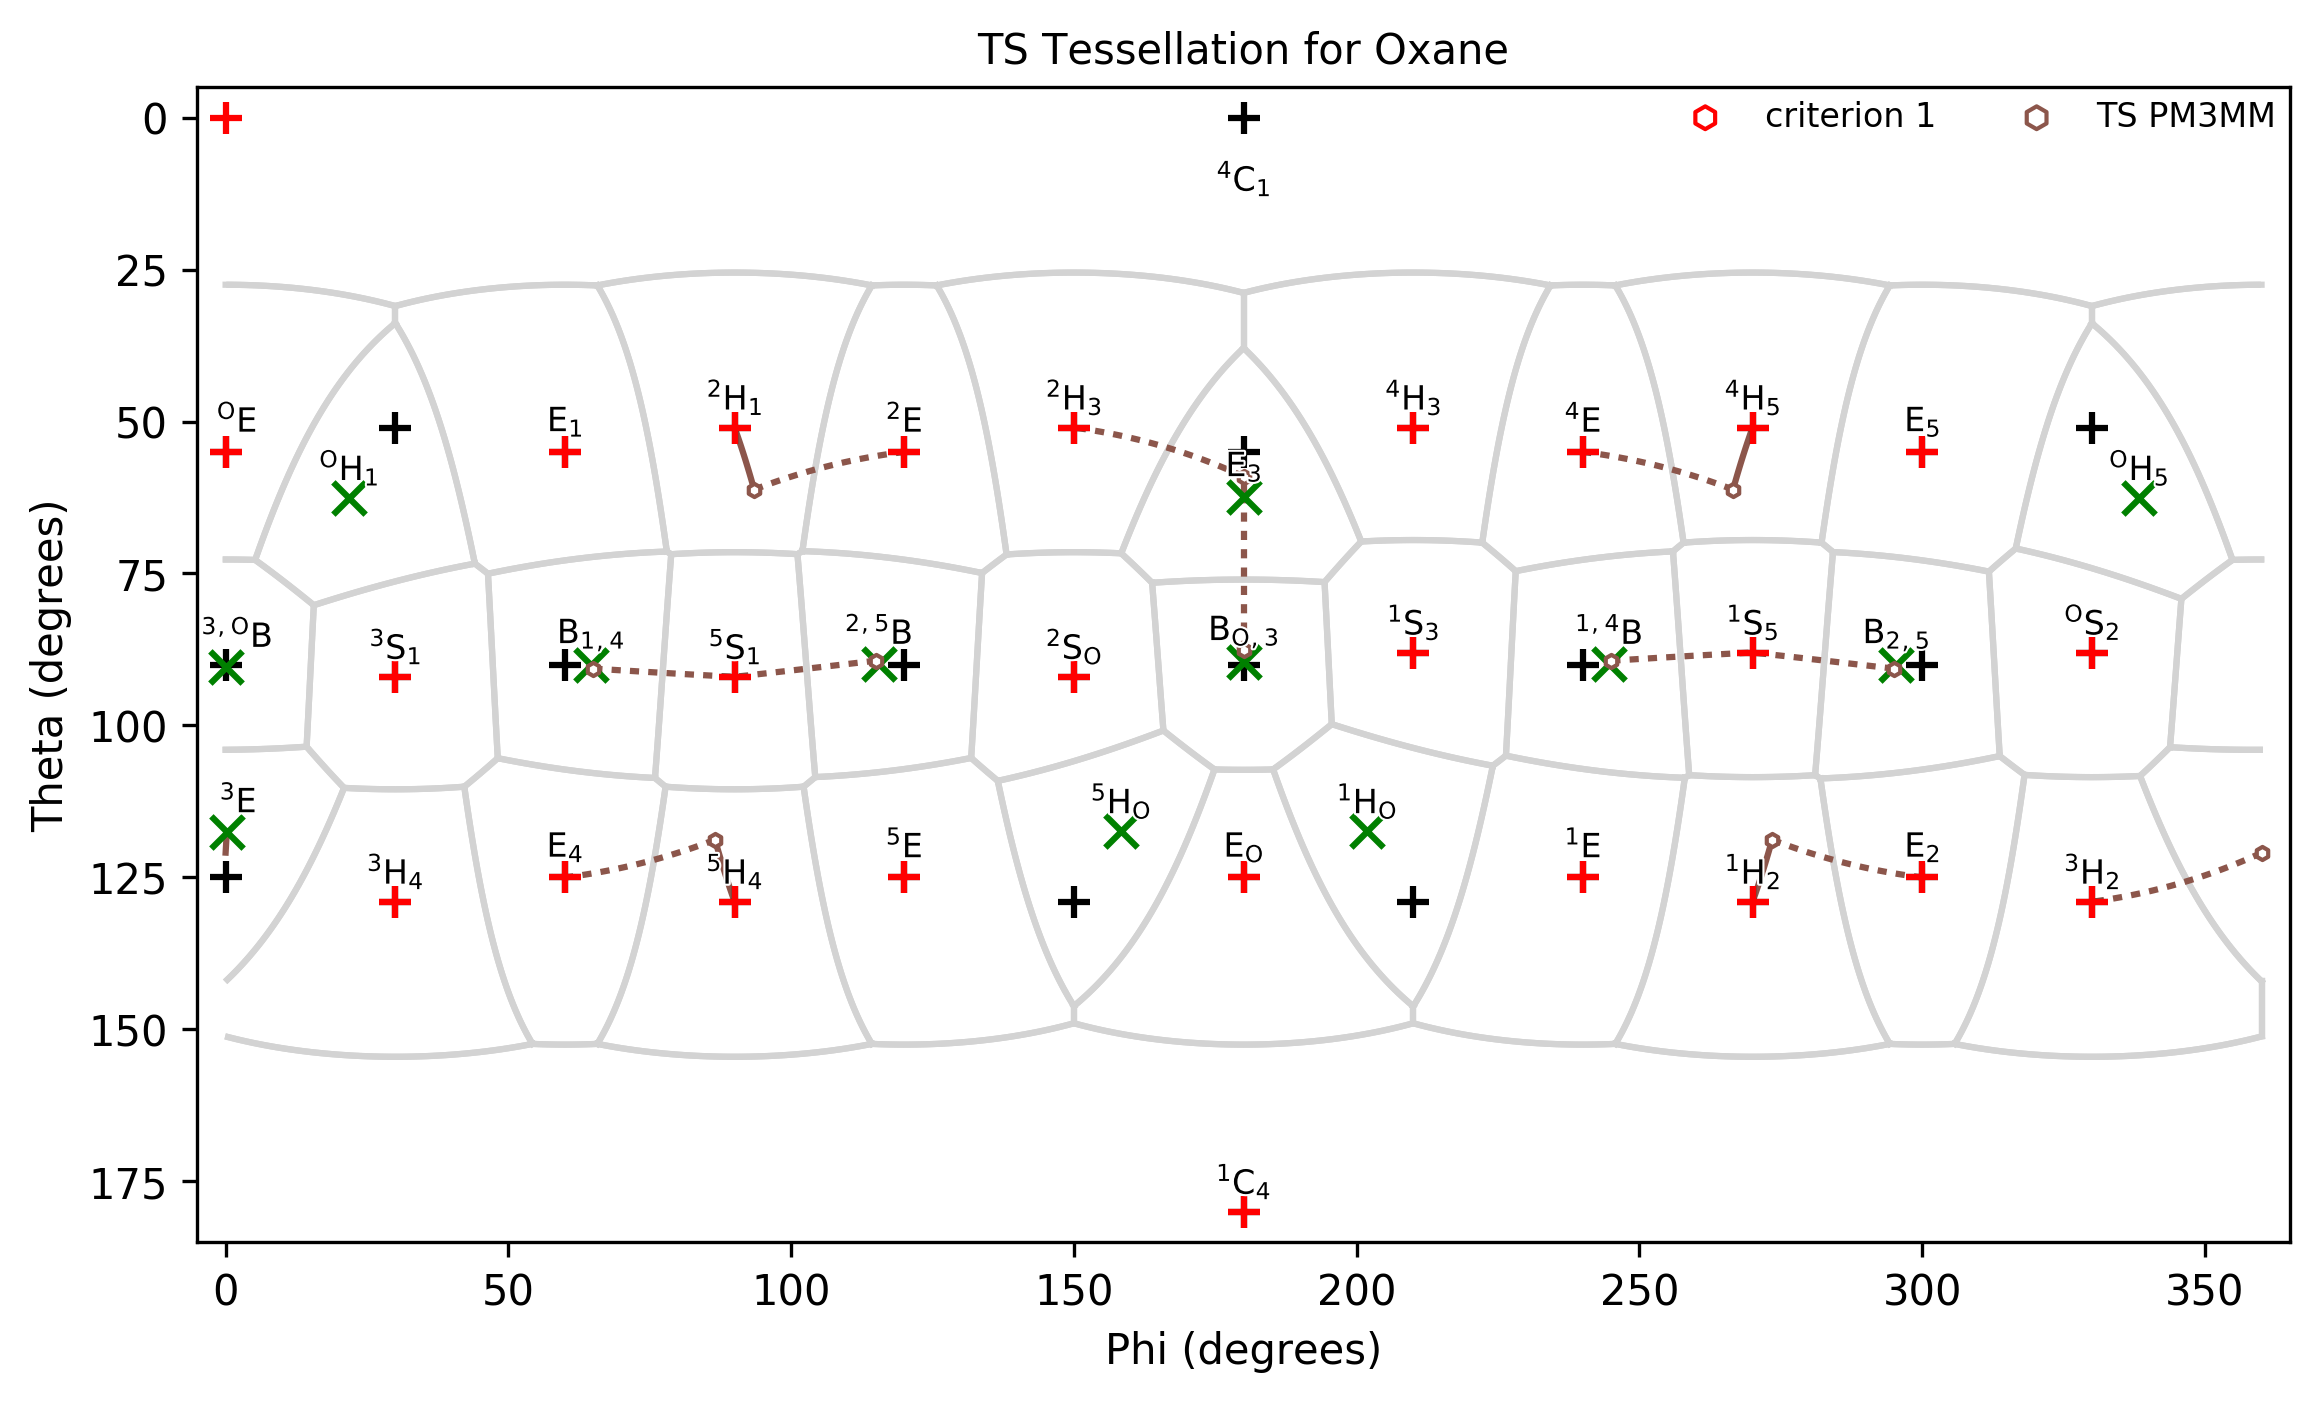 TS Tessellation for Oxane
criterion 1
TS PM3MM
⁴C₁
ᴼE
ᴼH₁
E₁
²H₁
²E
²H₃
E₃
⁴H₃
⁴E
⁴H₅
E₅
ᴼH₅
³,ᴼB
³S₁
B₁,₄
⁵S₁
²,⁵B
²Sₒ
Bₒ,₃
¹S₃
¹,⁴B
¹S₅
B₂,₅
ᴼS₂
³E
³H₄
E₄
⁵H₄
⁵E
⁵Hₒ
Eₒ
¹Hₒ
¹E
¹H₂
E₂
³H₂
¹C₄
0
25
50
75
100
125
150
175
Theta (degrees)
0
50
100
150
200
250
300
350
Phi (degrees)